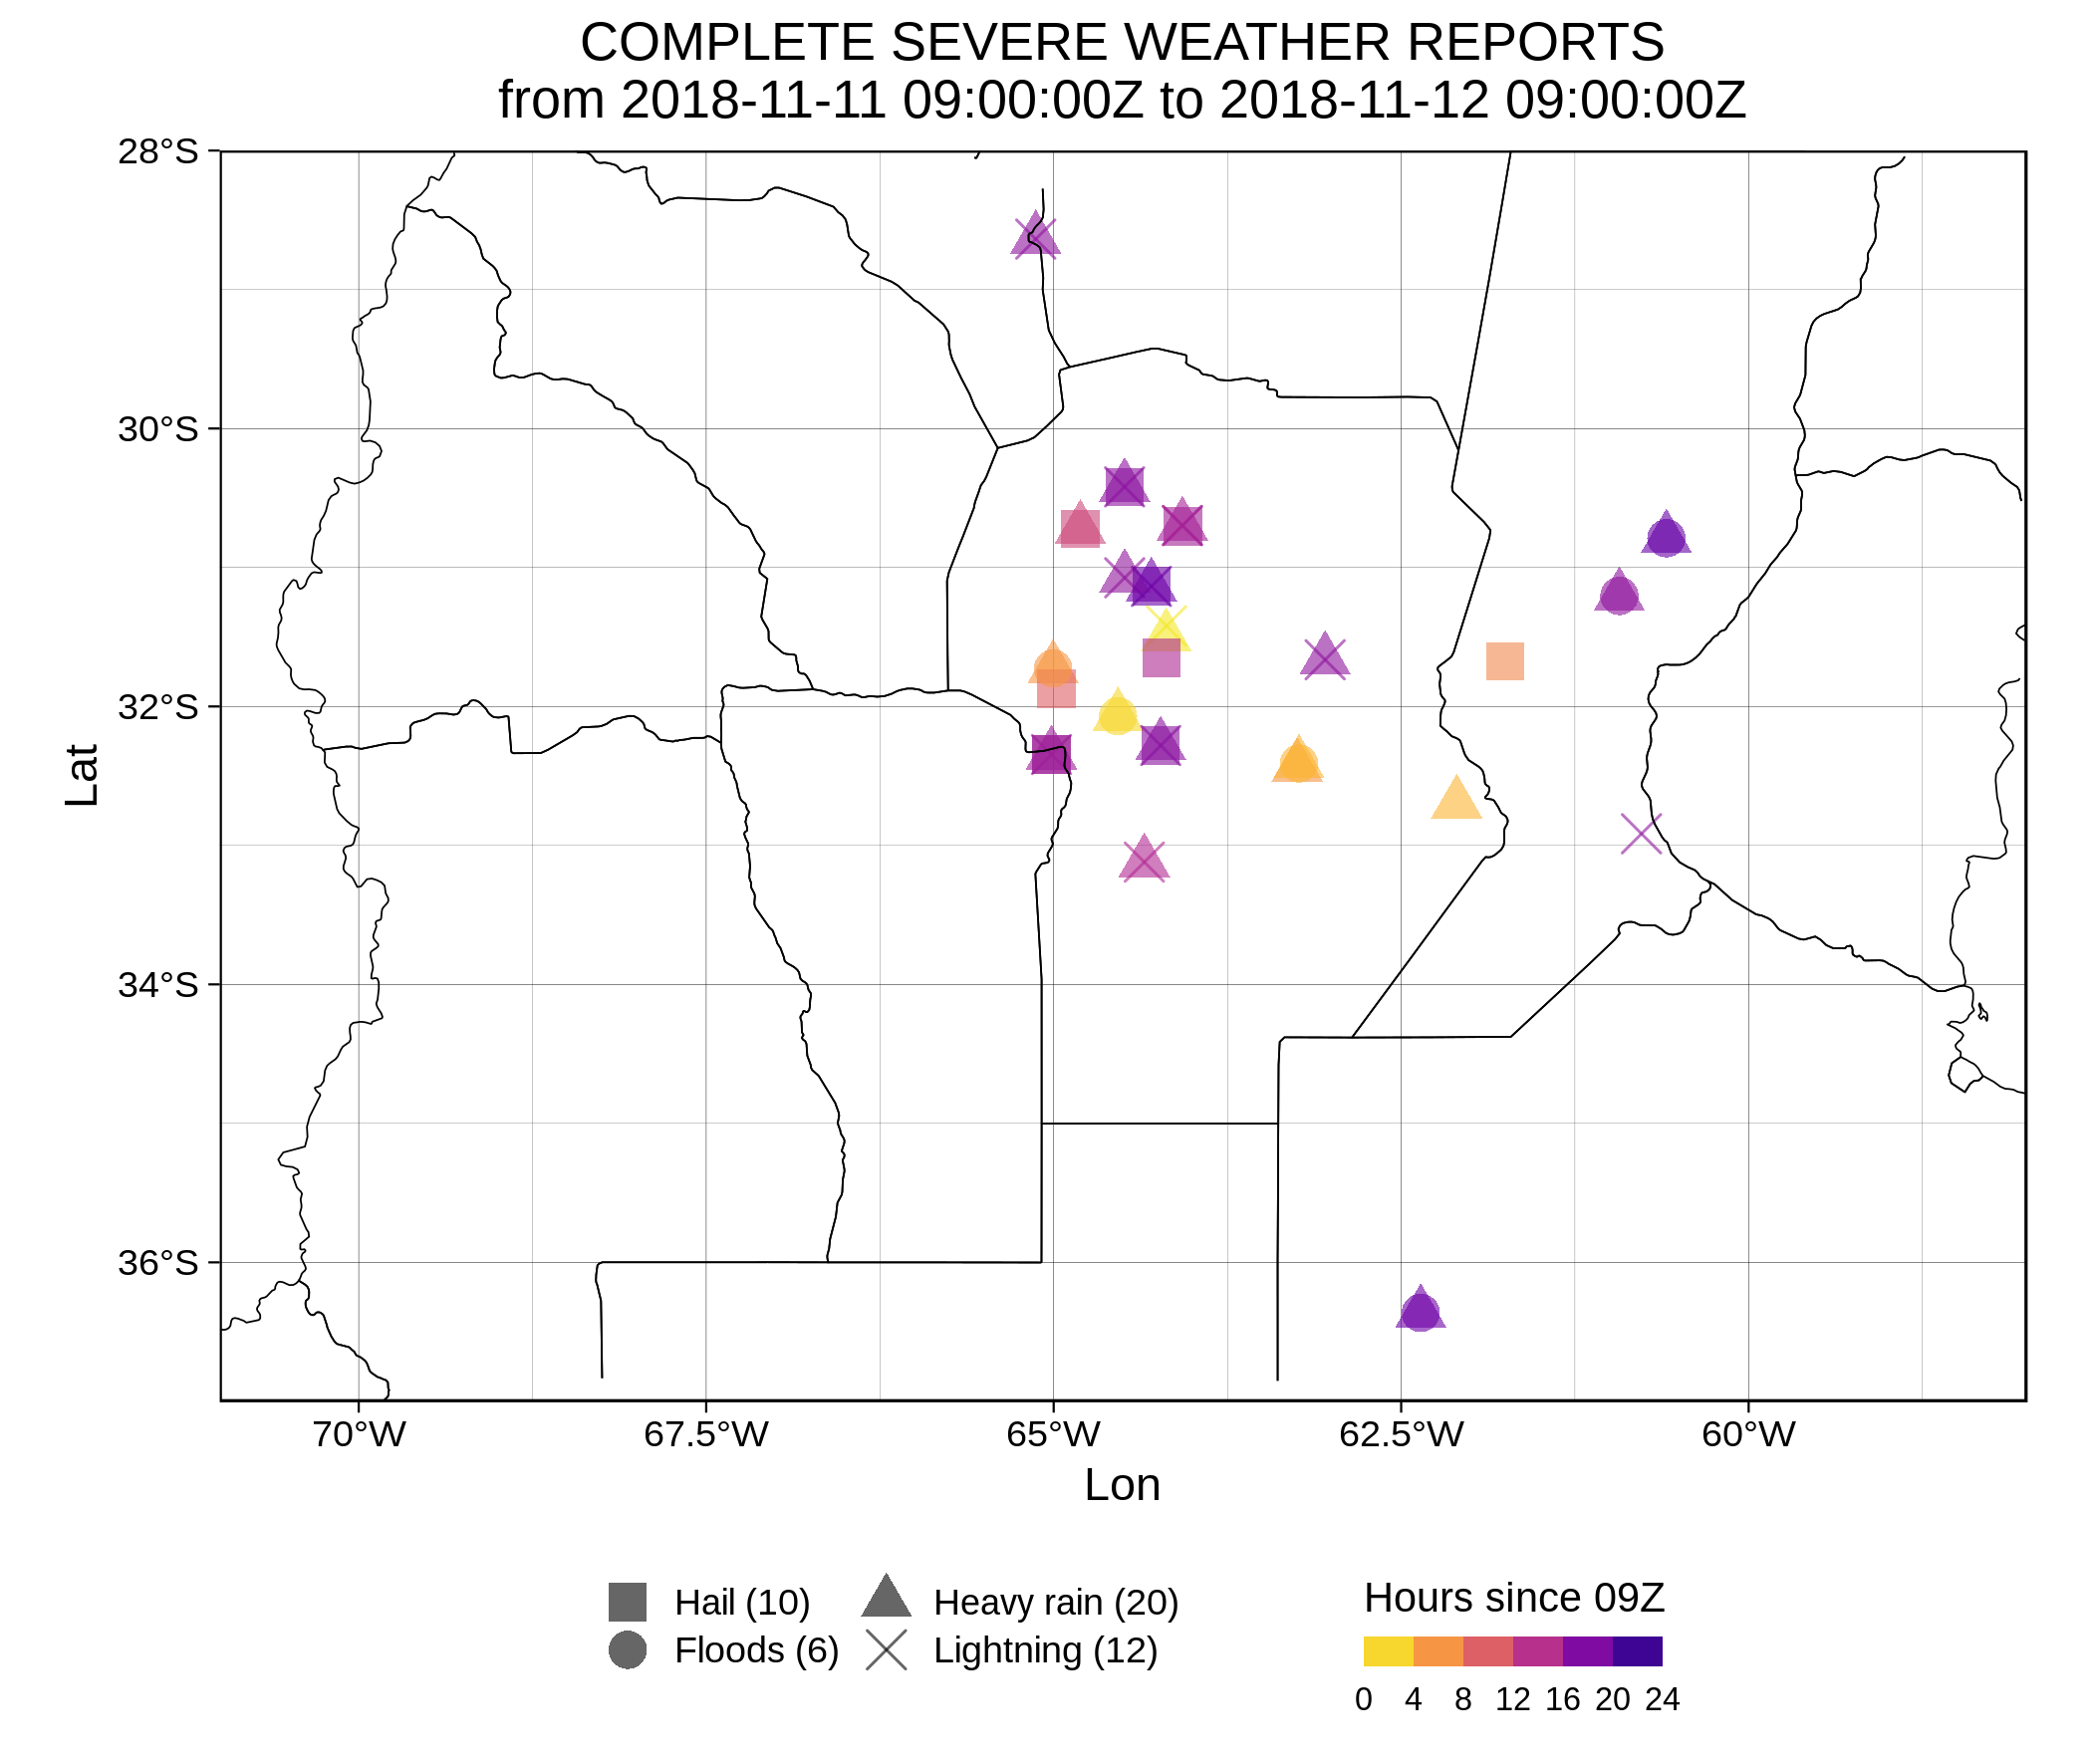 COMPLETE SEVERE WEATHER REPORTS
from 2018-11-11 09:00:00Z to 2018-11-12 09:00:00Z
28°S
30°S
32°S
34°S
36°S
Lat
70°W 67.5°W 65°W 62.5°W 60°W
Lon
Hail (10) Heavy rain (20)
Floods (6) Lightning (12)
Hours since 09Z
0 4 8 12 16 20 24